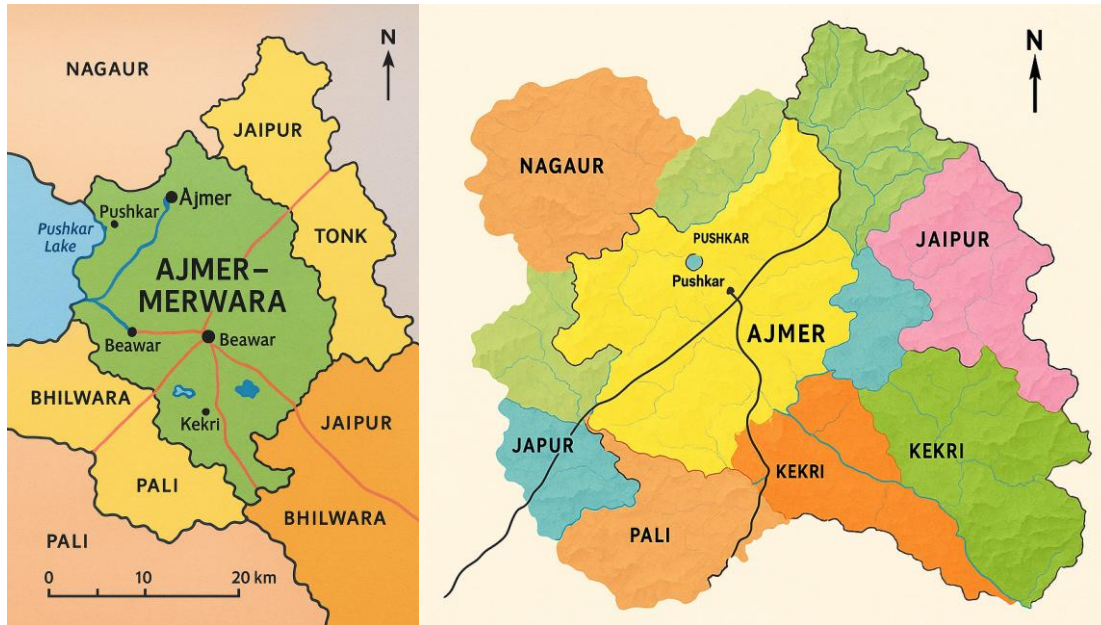 NAGAUR
N
JAIPUR
Pushkar
Ajmer
Pushkar
Lake
TONK
AJMER–
MERWARA
Beawar
Beawar
BHILWARA
Kekri
JAIPUR
PALI
BHILWARA
PALI
0 10 20 km
N
NAGAUR
PUSHKAR
JAIPUR
Pushkar
AJMER
JAPUR
KEKRI
KEKRI
PALI